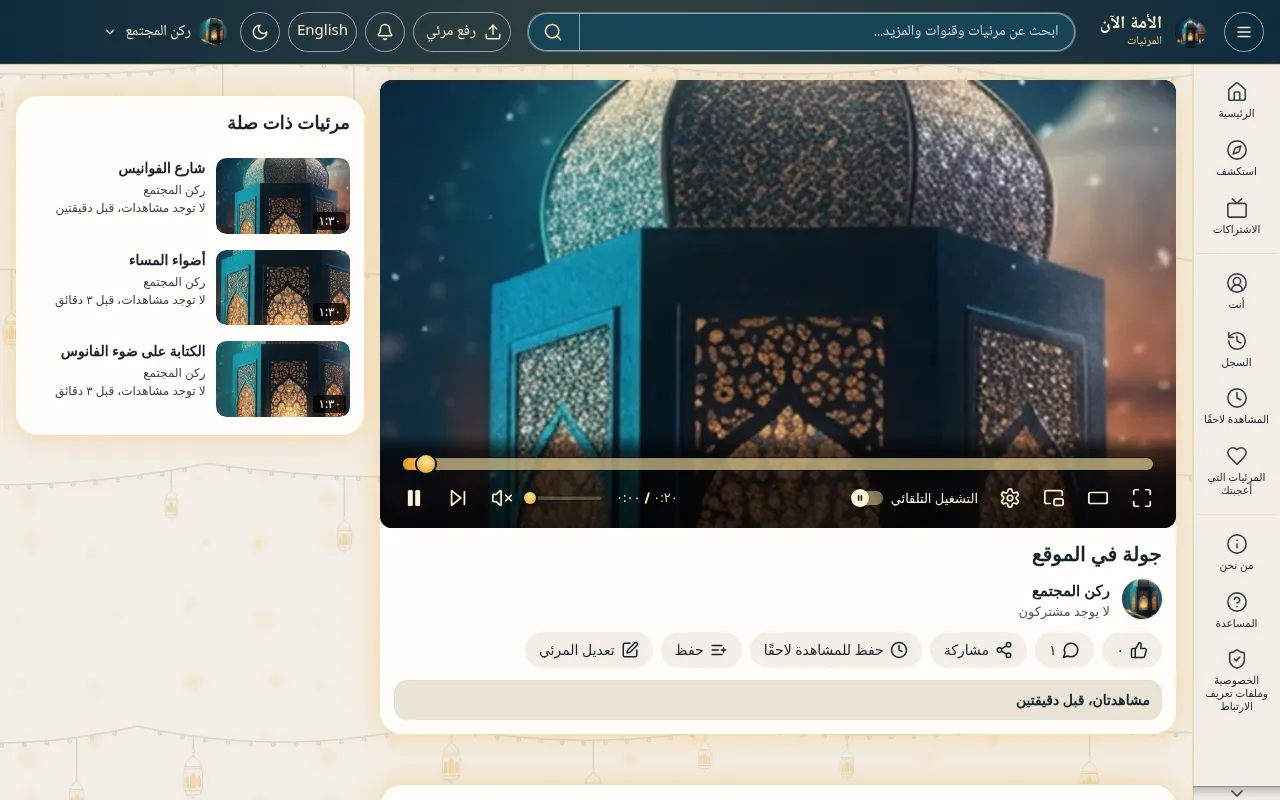 الأمة الآن
المرئيات
ابحث عن مرئيات وقنوات والمزيد...
رفع مرئي
English
ركن المجتمع
الرئيسية
استكشف
الاشتراكات
أنت
السجل
المشاهدة لاحقًا
المرئيات التي
أعجبتك
من نحن
المساعدة
الخصوصية
وملفات تعريف
الارتباط
التشغيل التلقائي
٠:٠٠ / ٠:٢٠
جولة في الموقع
ركن المجتمع
لا يوجد مشتركون
٠
١
مشاركة
حفظ للمشاهدة لاحقًا
حفظ
تعديل المرئي
مشاهدتان، قبل دقيقتين
مرئيات ذات صلة
١:٣٠
شارع الفوانيس
ركن المجتمع
لا توجد مشاهدات، قبل دقيقتين
١:٣٠
أضواء المساء
ركن المجتمع
لا توجد مشاهدات، قبل ٣ دقائق
١:٣٠
الكتابة على ضوء الفانوس
ركن المجتمع
لا توجد مشاهدات، قبل ٣ دقائق